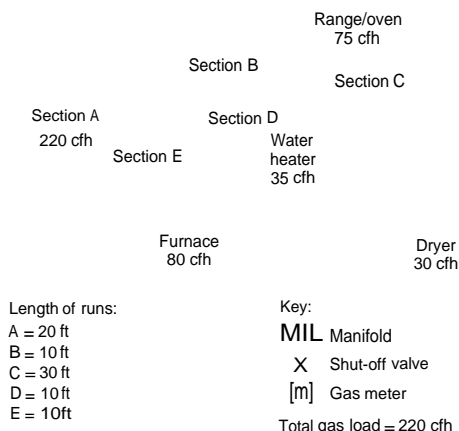 Range/oven
75 cfh
Section B
Section C
Section A
220 cfh
Section D
Section E
Water
heater
35 cfh
Furnace
80 cfh
Dryer
30 cfh
Length of runs:
A = 20 ft
B = 10 ft
C = 30 ft
D = 10 ft
E = 10ft
Key:
MIL Manifold
X Shut-off valve
[m] Gas meter
Total gas load = 220 cfh